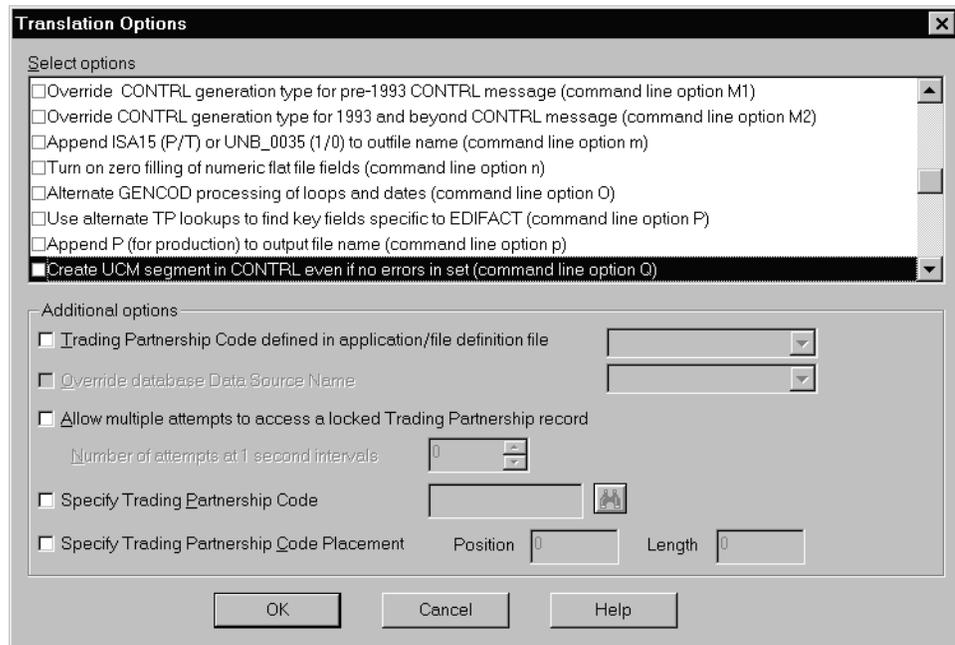 Translation Options
Select options
Override CONTRL generation type for pre-1993 CONTRL message (command line option M1)
Override CONTRL generation type for 1993 and beyond CONTRL message (command line option M2)
Append ISA15 (P/T) or UNB_0035 (1/0) to outfile name (command line option m)
Turn on zero filling of numeric flat file fields (command line option n)
Alternate GENCOD processing of loops and dates (command line option O)
Use alternate TP lookups to find key fields specific to EDIFACT (command line option P)
Append P (for production) to output file name (command line option p)
Create UCM segment in CONTRL even if no errors in set (command line option Q)
Additional options
Trading Partnership Code defined in application/file definition file
Override database Data Source Name
Allow multiple attempts to access a locked Trading Partnership record
Number of attempts at 1 second intervals 0
Specify Trading Partnership Code
Specify Trading Partnership Code Placement Position 0 Length 0
OK Cancel Help